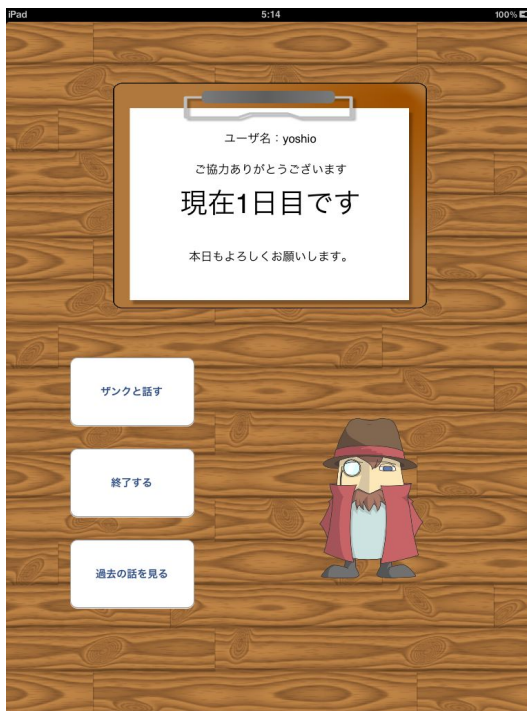 iPad 5:14 100%
ユーザ名：yoshio
ご協力ありがとうございます
現在1日目です
本日もよろしくお願いします。
ザンクと話す
終了する
過去の話を見る